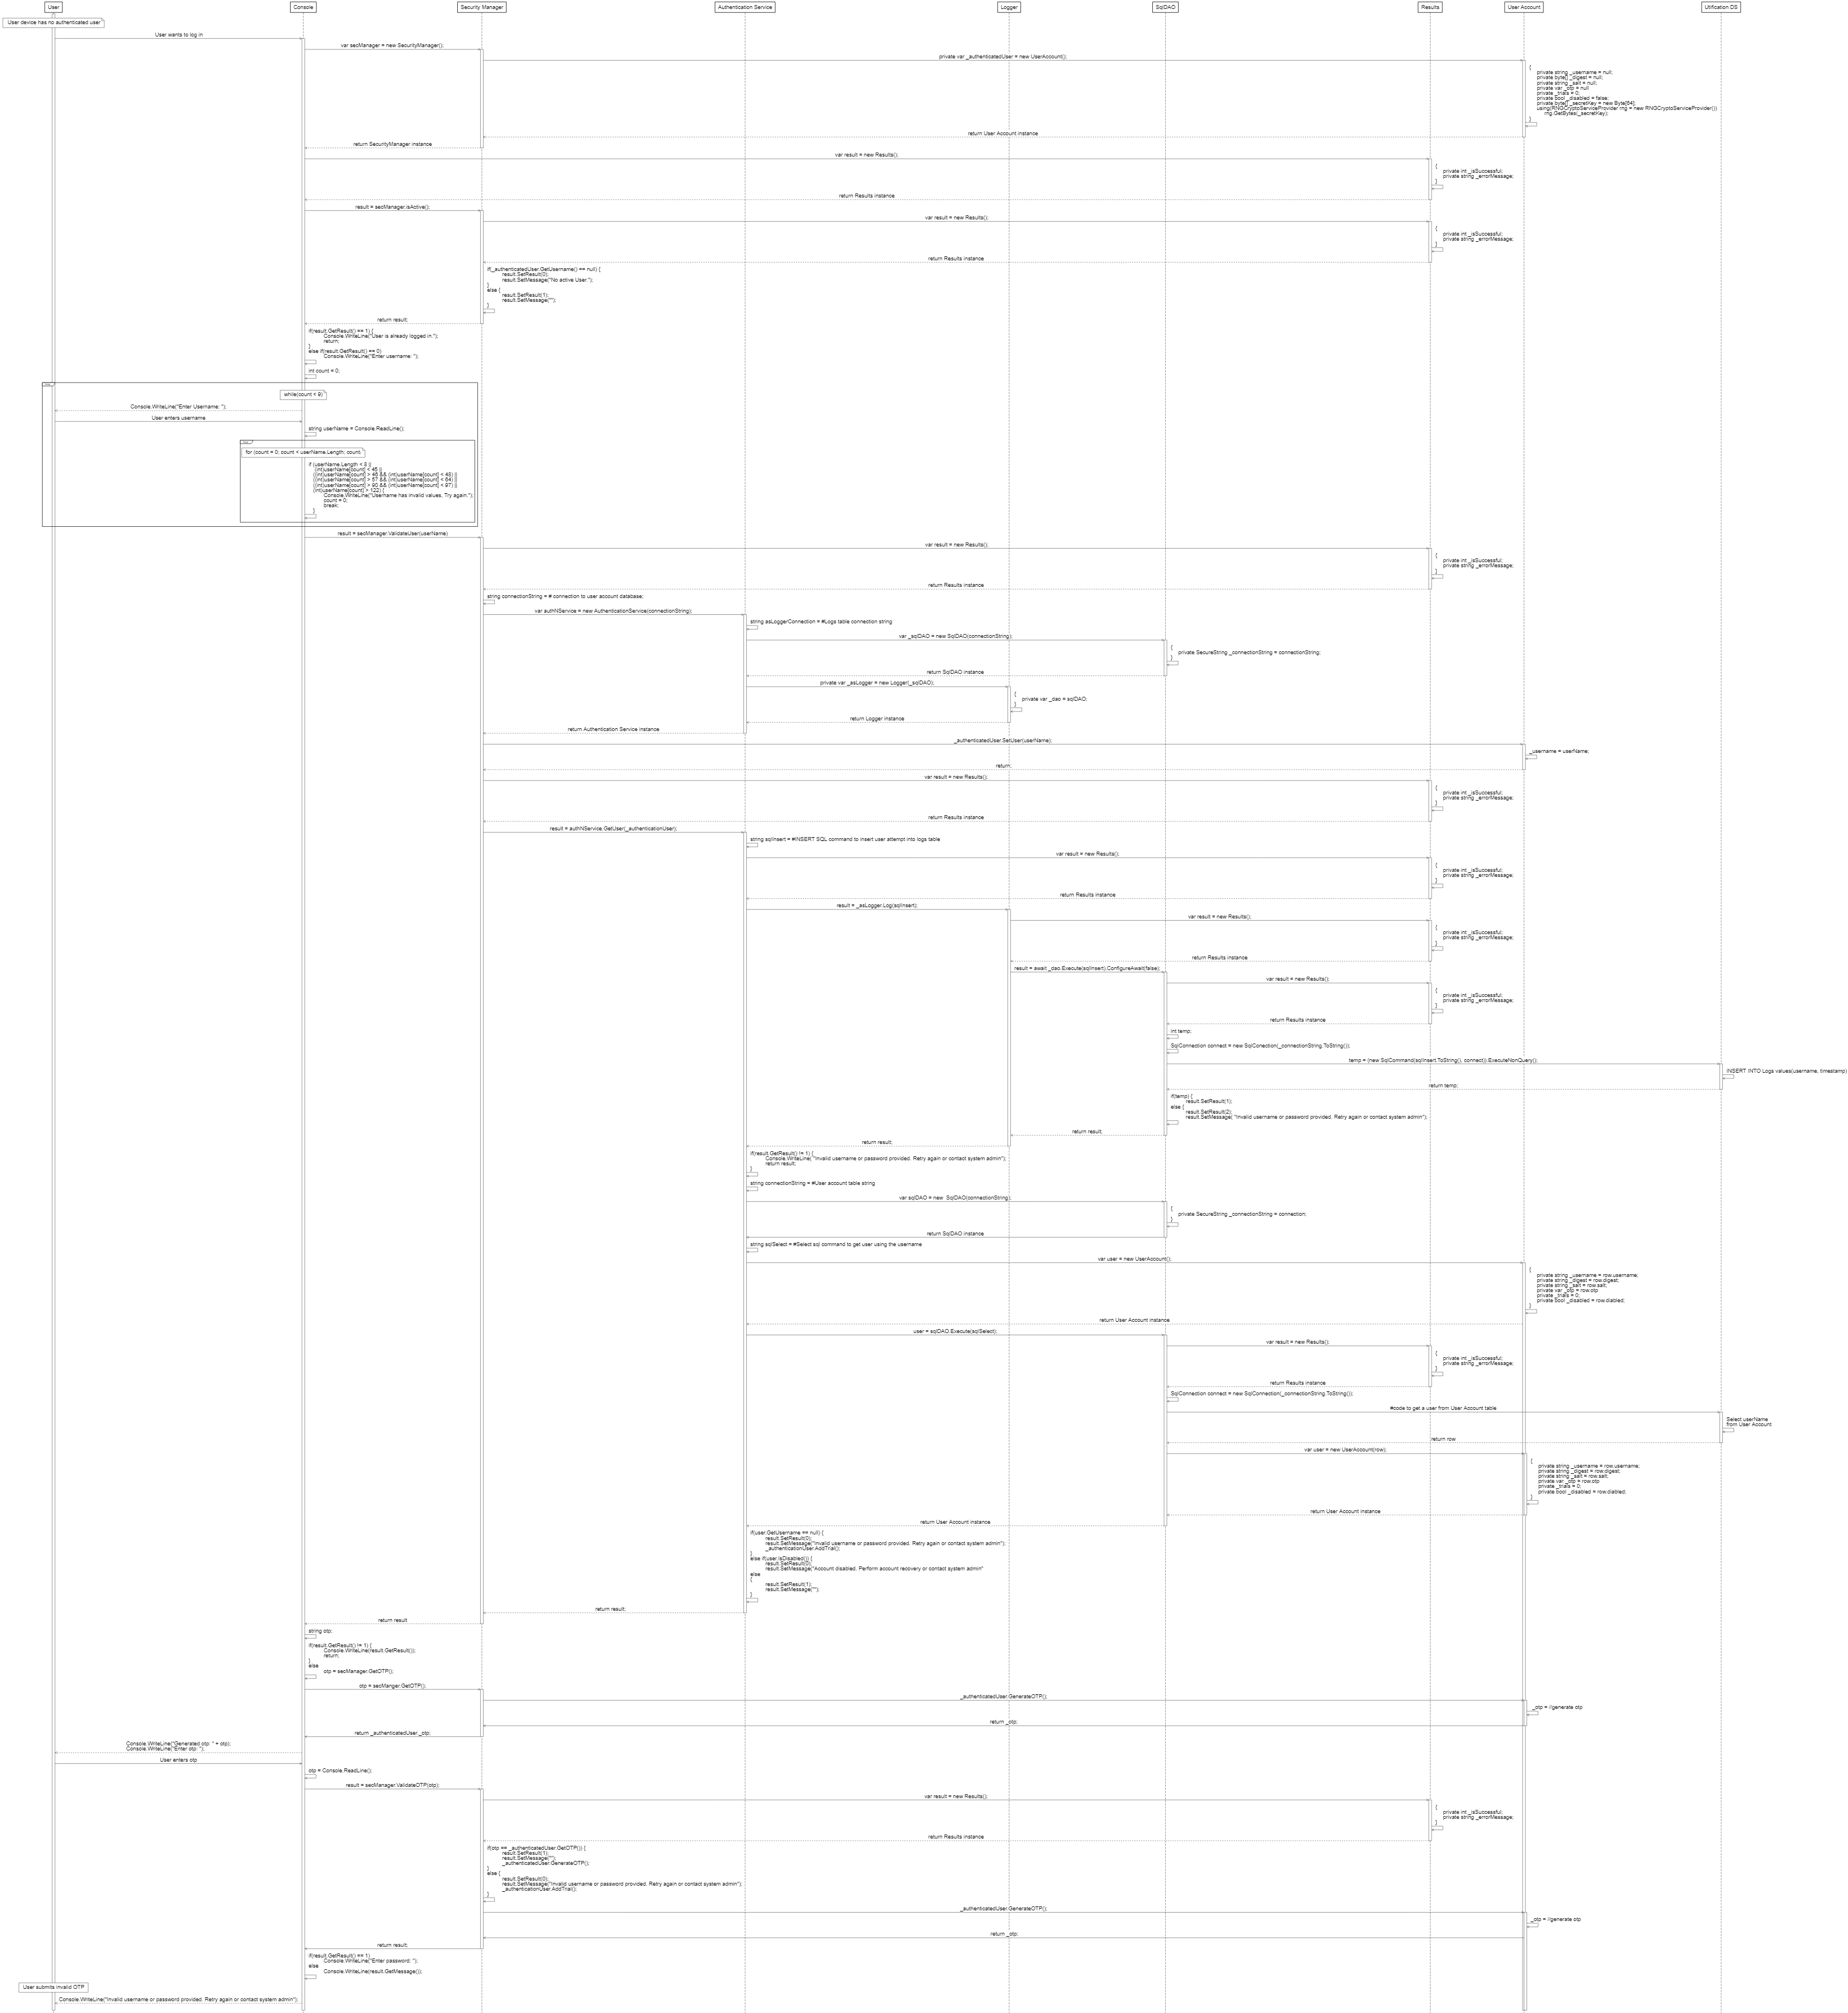 User
Console
Security Manager
Authentication Service
Logger
SqlDAO
Results
User Account
Utification DS
User device has no authenticated user
User wants to log in
var secManager = new SecurityManager();
private var _authenticatedUser = new UserAccount();
{
private string _username = null;
private byte[] _digest = null;
private string _salt = null;
private var _otp = null
private _trials = 0;
private bool _disabled = false;
private byte[] _secretKey = new Byte[64];
using(RNGCryptoServiceProvider rng = new RNGCryptoServiceProvider())
rng.GetBytes(_secretKey);
}
return User Account instance
return SecurityManager instance
var result = new Results();
{
private int _isSuccessful;
private string _errorMessage;
}
return Results instance
result = secManager.isActive();
var result = new Results();
{
private int _isSuccessful;
private string _errorMessage;
}
return Results instance
if(_authenticatedUser.GetUsername() == null) {
result.SetResult(0);
result.SetMessage("No active User.");
}
else {
result.SetResult(1);
result.SetMessage("");
}
return result;
if(result.GetResult() == 1) {
Console.WriteLine("User is already logged in.");
return;
}
else if(result.GetResult() == 0)
Console.WriteLine("Enter username: ");
int count = 0;
while(count < 9)
Console.WriteLine("Enter Username: ");
User enters username
string userName = Console.ReadLine();
for (count = 0; count < userName.Length; count
if (userName.Length < 8 ||
(int)userName[count] < 45 ||
((int)userName[count] > 46 && (int)userName[count] < 48) ||
((int)userName[count] > 57 && (int)userName[count] < 64) ||
((int)userName[count] > 90 && (int)userName[count] < 97) ||
(int)userName[count] > 122) {
Console.WriteLine("Username has invalid values, Try again.");
count = 0;
break;
}
result = secManager.ValidateUser(userName)
var result = new Results();
{
private int _isSuccessful;
private string _errorMessage;
}
return Results instance
string connectionString = # connection to user account database;
var authNService = new AuthenticationService(connectionString);
string asLoggerConnection = #Logs table connection string
var _sqlDAO = new SqlDAO(connectionString);
{
private SecureString _connectionString = connectionString;
}
return SqlDAO instance
private var _asLogger = new Logger(_sqlDAO);
{
private var _dao = sqlDAO;
}
return Logger instance
return Authentication Service instance
_authenticatedUser.SetUser(userName);
_username = userName;
return;
var result = new Results();
{
private int _isSuccessful;
private string _errorMessage;
}
return Results instance
result = authNService.GetUser(_authenticationUser);
string sqlInsert = #INSERT SQL command to insert user attempt into logs table
var result = new Results();
{
private int _isSuccessful;
private string _errorMessage;
}
return Results instance
result = _asLogger.Log(sqlInsert);
var result = new Results();
{
private int _isSuccessful;
private string _errorMessage;
}
return Results instance
result = await _dao.Execute(sqlInsert).ConfigureAwait(false);
var result = new Results();
{
private int _isSuccessful;
private string _errorMessage;
}
return Results instance
int temp;
SqlConnection connect = new SqlConection(_connectionString.ToString());
temp = (new SqlCommand(sqlInsert.ToString(), connect)).ExecuteNonQuery();
INSERT INTO Logs values(username, timestamp)
return temp;
if(temp) {
result.SetResult(1);
else {
result.SetResult(2);
result.SetMessage( "Invalid username or password provided. Retry again or contact system admin");
return result;
return result;
if(result.GetResult() != 1) {
Console.WriteLine( "Invalid username or password provided. Retry again or contact system admin");
return result;
}
string connectionString = #User account table string
var sqlDAO = new SqlDAO(connectionString);
{
private SecureString _connectionString = connection;
}
return SqlDAO instance
string sqlSelect = #Select sql command to get user using the username
var user = new UserAccount();
{
private string _username = row.username;
private string _digest = row.digest;
private string _salt = row.salt;
private var _otp = row.otp
private _trials = 0;
private bool _disabled = row.diabled;
}
return User Account instance
user = sqlDAO.Execute(sqlSelect);
var result = new Results();
{
private int _isSuccessful;
private string _errorMessage;
}
return Results instance
SqlConnection connect = new SqlConnection(_connectionString.ToString());
#code to get a user from User Account table
Select userName
from User Account
return row
var user = new UserAccount(row);
{
private string _username = row.username;
private string _digest = row.digest;
private string _salt = row.salt;
private var _otp = row.otp
private _trials = 0;
private bool _disabled = row.diabled;
}
return User Account instance
return User Account instance
if(user.GetUsername == null) {
result.SetResult(0);
result.SetMessage("Invalid username or password provided. Retry again or contact system admin");
_authenticationUser.AddTrial();
}
else if(user.IsDisabled()) {
result.SetResult(0);
result.SetMessage("Account disabled. Perform account recovery or contact system admin"
else
{
result.SetResult(1);
result.SetMessage("");
}
return result;
return result
string otp;
if(result.GetResult() != 1) {
Console.WriteLine(result.GetResult());
return;
}
else
otp = secManager.GetOTP();
otp = secManger.GetOTP();
_authenticatedUser.GenerateOTP();
_otp = //generate otp
return _otp;
return _authenticatedUser._otp;
Console.WriteLine("Generated otp: " + otp);
Console.WriteLine("Enter otp: ");
User enters otp
otp = Console.ReadLine();
result = secManager.ValidateOTP(otp);
var result = new Results();
{
private int _isSuccessful;
private string _errorMessage;
}
return Results instance
if(otp == _authenticatedUser.GetOTP()) {
result.SetResult(1);
result.SetMessage("");
_authenticatedUser.GenerateOTP();
}
else {
result.SetResult(0);
result.SetMessage("Invalid username or password provided. Retry again or contact system admin");
_authenticationUser.AddTrial();
}
_authenticatedUser.GenerateOTP();
_otp = //generate otp
return _otp;
return result;
if(result.GetResult() == 1)
Console.WriteLine("Enter password: ");
else
Console.WriteLine(result.GetMessage());
User submits invalid OTP
Console.WriteLine("Invalid username or password provided. Retry again or contact system admin");